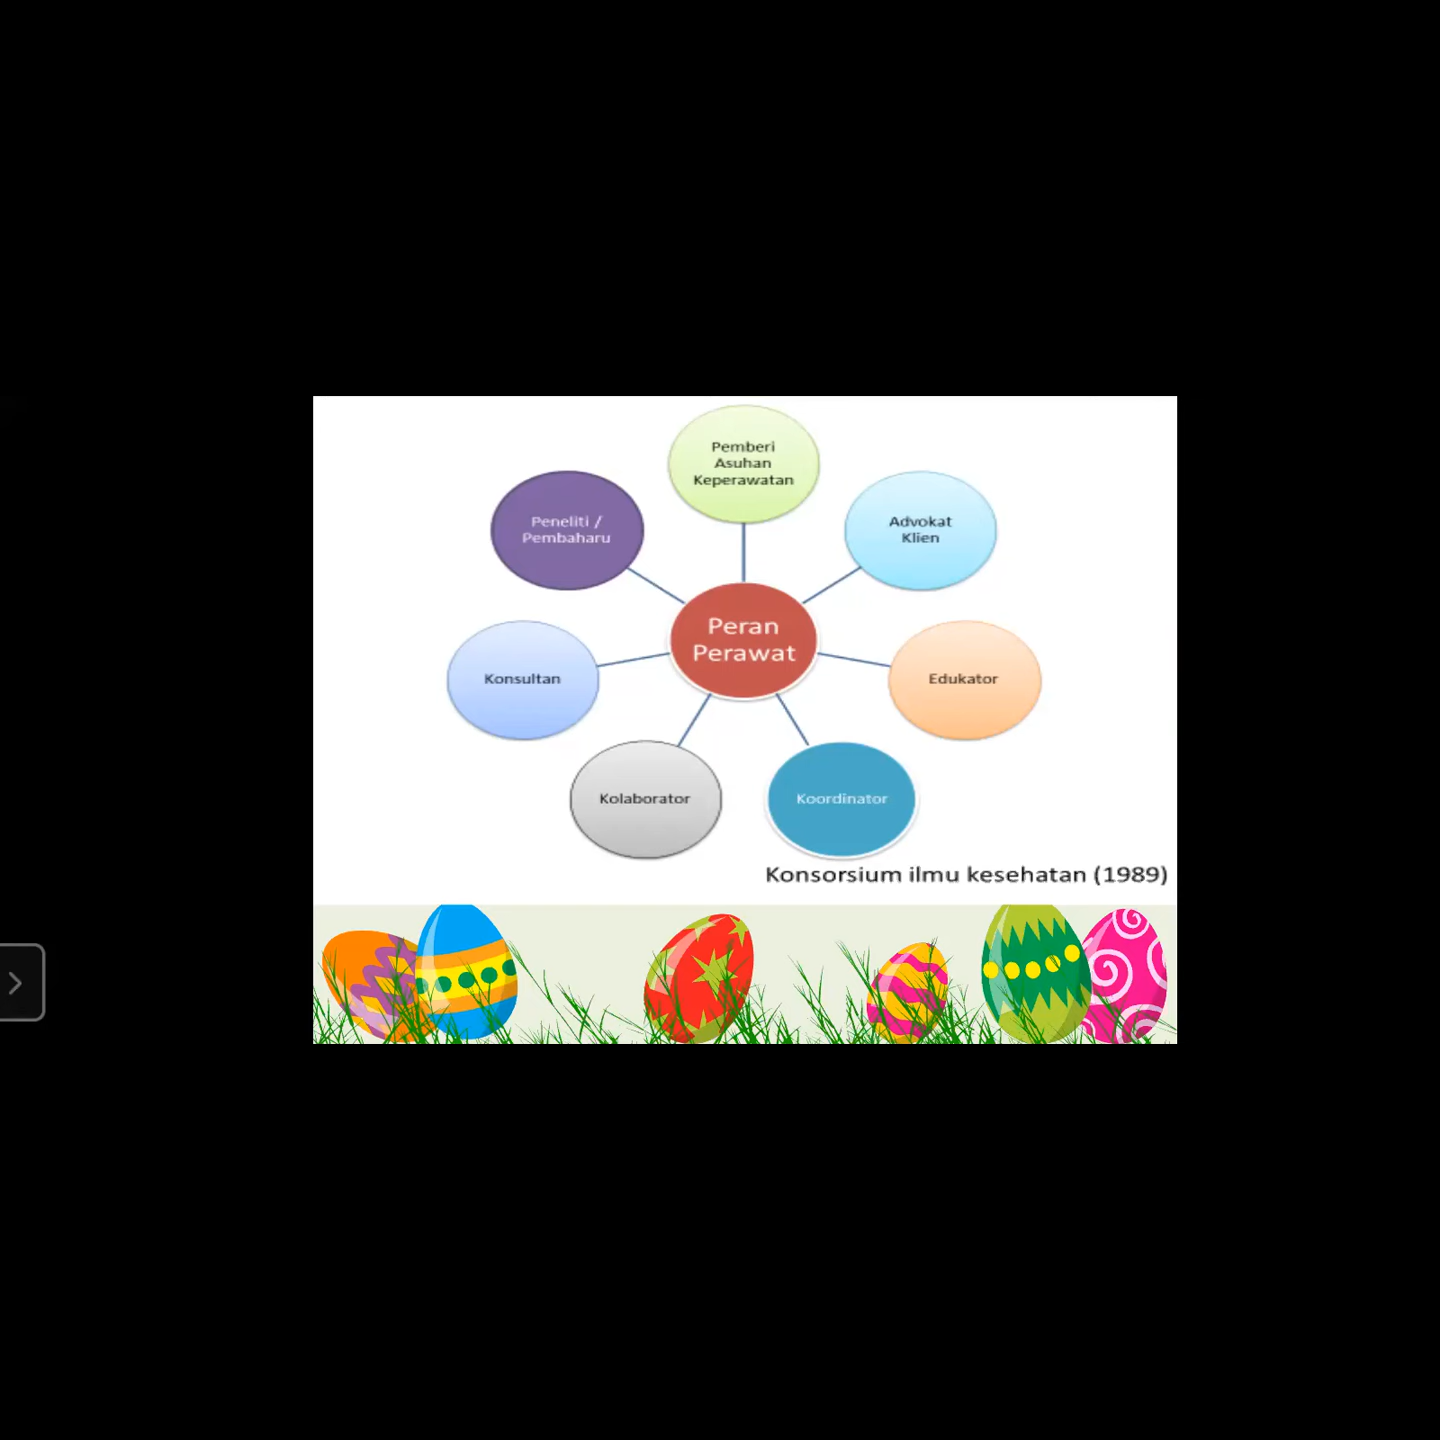 Pemberi
Asuhan
Keperawatan
Peneliti /
Pembaharu
Advokat
Klien
Peran
Perawat
Konsultan
Edukator
Kolaborator
Koordinator
Konsorsium ilmu kesehatan (1989)